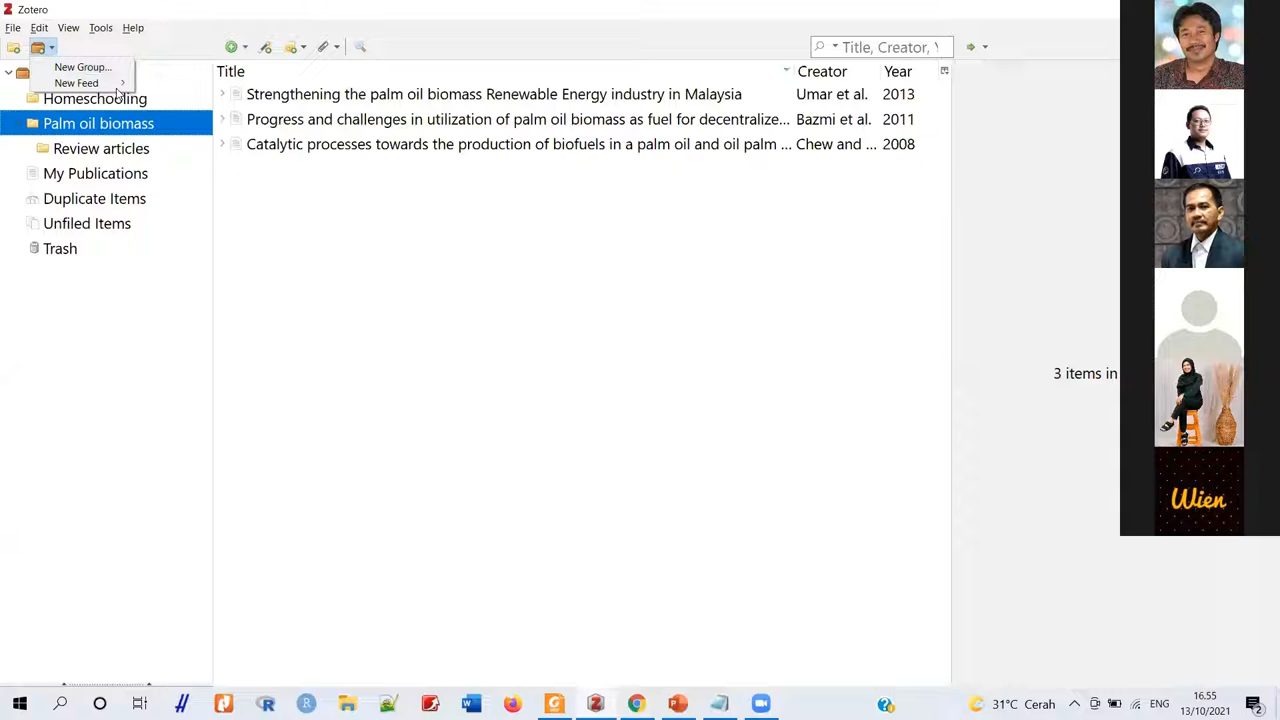 Zotero
File Edit View Tools Help
Title, Creator, Y
New Group...
New Feed
Homeschooling
Palm oil biomass
Review articles
My Publications
Duplicate Items
Unfiled Items
Trash
Title Creator Year
Strengthening the palm oil biomass Renewable Energy industry in Malaysia Umar et al. 2013
Progress and challenges in utilization of palm oil biomass as fuel for decentralize... Bazmi et al. 2011
Catalytic processes towards the production of biofuels in a palm oil and oil palm ... Chew and ... 2008
3 items in
Wien
31°C Cerah
ENG
16.55
13/10/2021
2